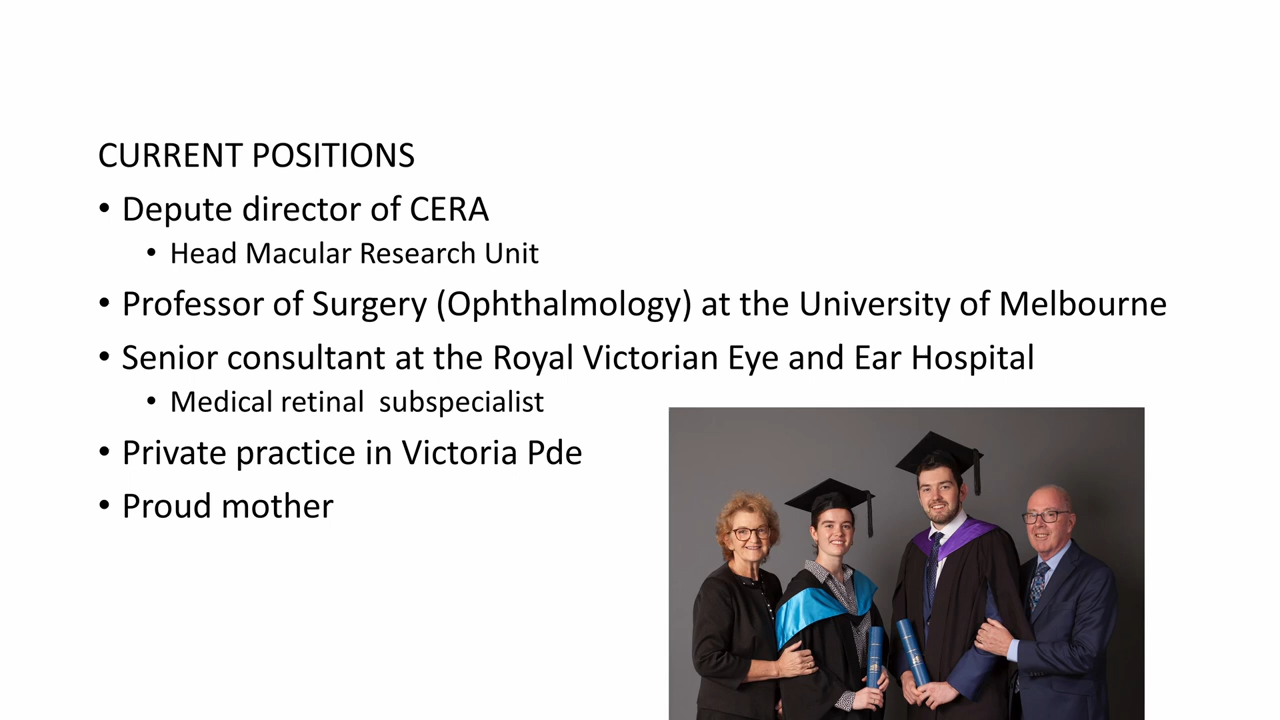 CURRENT POSITIONS
• Depute director of CERA
• Head Macular Research Unit
• Professor of Surgery (Ophthalmology) at the University of Melbourne
• Senior consultant at the Royal Victorian Eye and Ear Hospital
• Medical retinal  subspecialist
• Private practice in Victoria Pde
• Proud mother